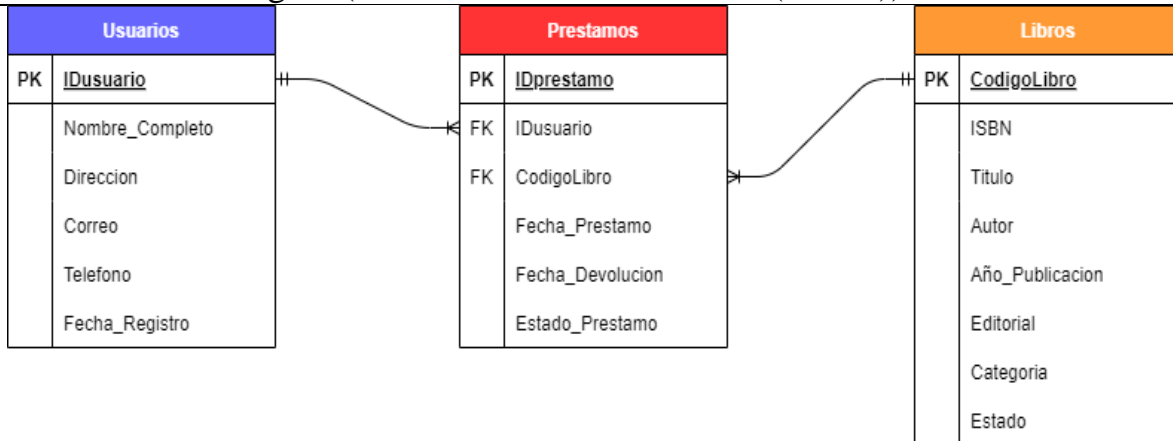 Usuarios
PK IDusuario
Nombre_Completo
Direccion
Correo
Telefono
Fecha_Registro
Prestamos
PK IDprestamo
FK IDusuario
FK CodigoLibro
Fecha_Prestamo
Fecha_Devolucion
Estado_Prestamo
Libros
PK CodigoLibro
ISBN
Titulo
Autor
Año_Publicacion
Editorial
Categoria
Estado